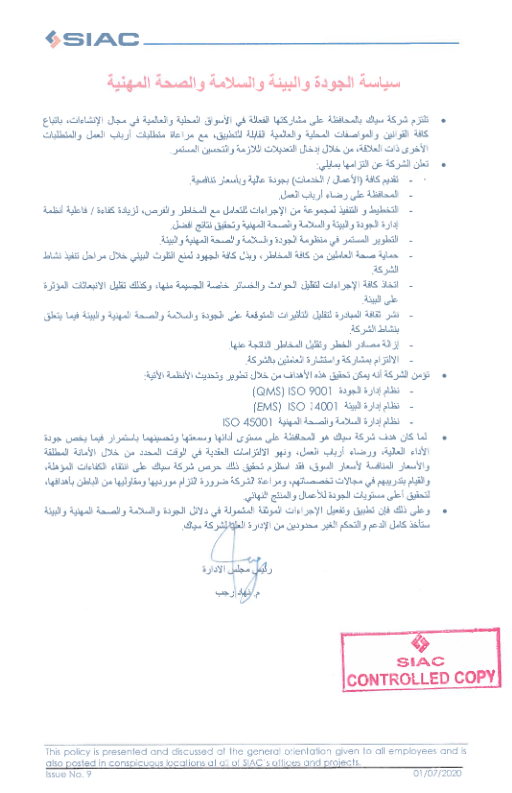 SIAC
سياسة الجودة والبيئة والسلامة والصحة المهنية
• تلتزم شركة سياك بالمحافظة على مشاركتها الفعالة في الأسواق المحلية والعالمية في مجال الإنشاءات، باتباع
كافة القوانين والمواصفات المحلية والعالمية القابلة للتطبيق، مع مراعاة متطلبات أرباب العمل والمتطلبات
الأخرى ذات العلاقة، من خلال إدخال التعديلات اللازمة والتحسين المستمر.
• تعلن الشركة عن التزامها بمايلي:
- تقديم كافة (الأعمال / الخدمات) بجودة عالية وبأسعار تنافسية.
- المحافظة على رضاء أرباب العمل.
- التخطيط و التنفيذ لمجموعة من الإجراءات للتعامل مع المخاطر والفرص، لزيادة كفاءة / فاعلية أنظمة
إدارة الجودة والبيئة والسلامة والصحة المهنية وتحقيق نتائج افضل.
- التطوير المستمر في منظومة الجودة والسلامة والصحة المهنية والبيئة.
- حماية صحة العاملين من كافة المخاطر، وبذل كافة الجهود لمنع التلوث البيئي خلال مراحل تنفيذ نشاط
الشركة.
- اتخاذ كافة الإجراءات لتقليل الحوادث والخسائر خاصة الجسيمة منها، وكذلك تقليل الانبعاثات المؤثرة
على البيئة.
- نشر ثقافة المبادرة لتقليل التأثيرات المتوقعة على الجودة والسلامة والصحة المهنية والبيئة فيما يتعلق
بنشاط الشركة.
- إزالة مصادر الخطر وتقليل المخاطر الناتجة عنها.
- الالتزام بمشاركة واستشارة العاملين بالشركة.
• تؤمن الشركة أنه يمكن تحقيق هذه الأهداف من خلال تطوير وتحديث الأنظمة الأتية:
- نظام إدارة الجودة ISO 9001 (QMS)
- نظام إدارة البيئة ISO 14001 (EMS)
- نظام إدارة السلامة والصحة المهنية ISO 45001
• لما كان هدف شركة سياك هو المحافظة على مستوى أدائها وسمعتها وتحسينهما باستمرار فيما يخص جودة
الأداء العالية، ورضاء أرباب العمل، ونهو الالتزامات العقدية في الوقت المحدد من خلال الأمانة المطلقة
والأسعار المنافسة لأسعار السوق، فقد استلزم تحقيق ذلك حرص شركة سياك على انتقاء الكفاءات المؤهلة،
والقيام بتدريبهم في مجالات تخصصاتهم، ومراعاة الشركة ضرورة التزام مورديها ومقاوليها من الباطن بأهدافها،
لتحقيق أعلى مستويات الجودة للأعمال والمنتج النهائي.
• وعلى ذلك فإن تطبيق وتفعيل الإجراءات الموثقة المشمولة في دلائل الجودة والسلامة والصحة المهنية والبيئة
ستأخذ كامل الدعم والتحكم الغير محدودين من الإدارة العليا لشركة سياك.
رئيس مجلس الادارة
م. نهاد رجب
SIAC
CONTROLLED COPY
This policy is presented and discussed at the general orientation given to all employees and is
also posted in conspicuous locations at all of SIAC's offices and projects.
Issue No. 9 01/07/2020